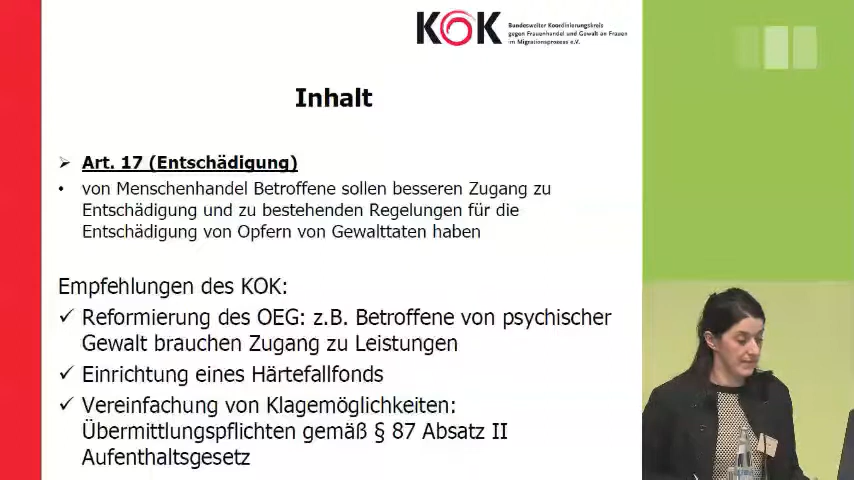 KOK
Bundesweiter Koordinierungskreis
gegen Frauenhandel und Gewalt an Frauen
im Migrationsprozess e.V.
Inhalt
➢ Art. 17 (Entschädigung)
• von Menschenhandel Betroffene sollen besseren Zugang zu
Entschädigung und zu bestehenden Regelungen für die
Entschädigung von Opfern von Gewalttaten haben
Empfehlungen des KOK:
✓ Reformierung des OEG: z.B. Betroffene von psychischer
Gewalt brauchen Zugang zu Leistungen
✓ Einrichtung eines Härtefallfonds
✓ Vereinfachung von Klagemöglichkeiten:
Übermittlungspflichten gemäß § 87 Absatz II
Aufenthaltsgesetz